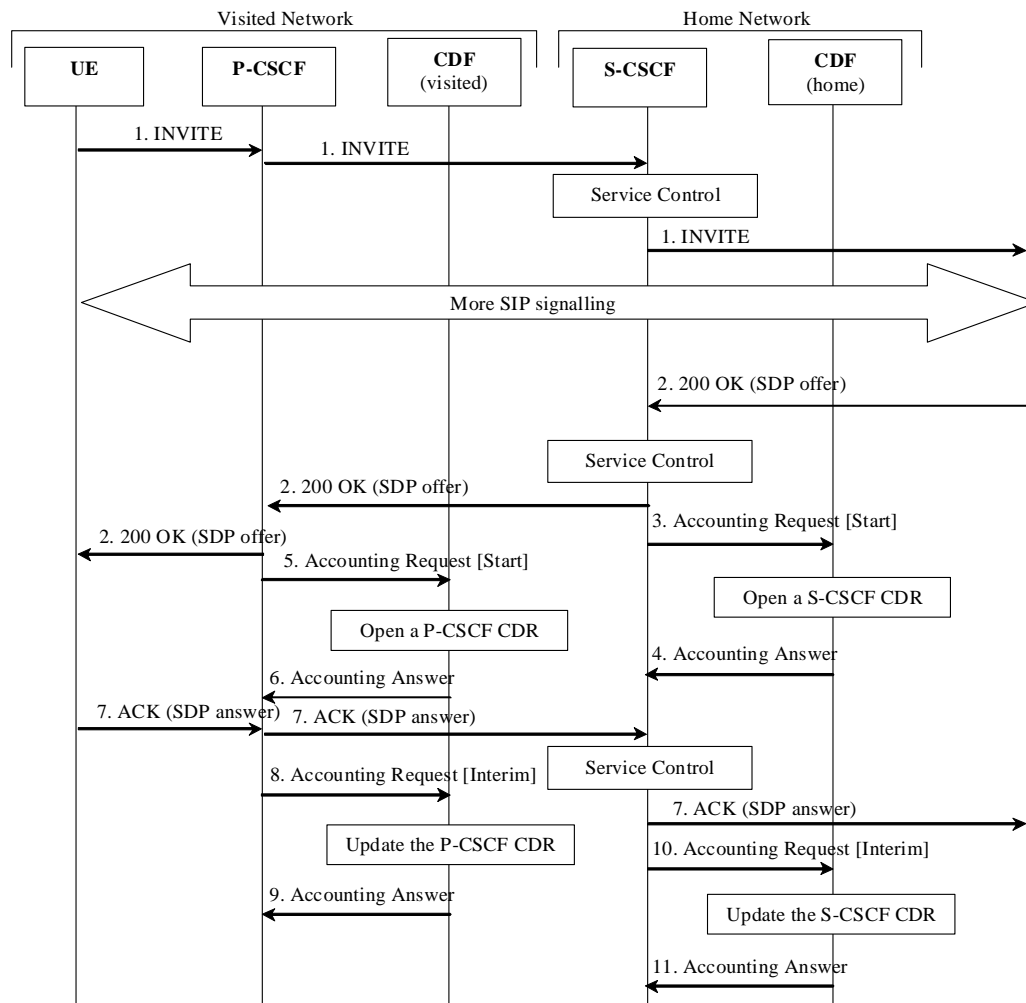 Visited Network
Home Network
UE
P-CSCF
CDF
(visited)
S-CSCF
CDF
(home)
1. INVITE
1. INVITE
Service Control
1. INVITE
More SIP signalling
2. 200 OK (SDP offer)
Service Control
2. 200 OK (SDP offer)
3. Accounting Request [Start]
2. 200 OK (SDP offer)
5. Accounting Request [Start]
Open a S-CSCF CDR
Open a P-CSCF CDR
4. Accounting Answer
6. Accounting Answer
7. ACK (SDP answer)
7. ACK (SDP answer)
Service Control
8. Accounting Request [Interim]
7. ACK (SDP answer)
Update the P-CSCF CDR
10. Accounting Request [Interim]
9. Accounting Answer
Update the S-CSCF CDR
11. Accounting Answer